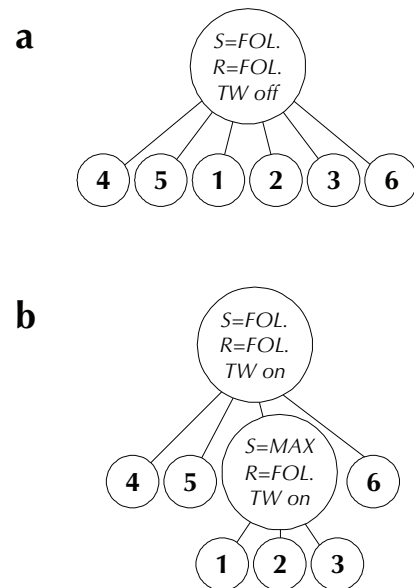 a
S=FOL.
R=FOL.
TW off
4 5 1 2 3 6
b
S=FOL.
R=FOL.
TW on
4 5 6
S=MAX
R=FOL.
TW on
1 2 3